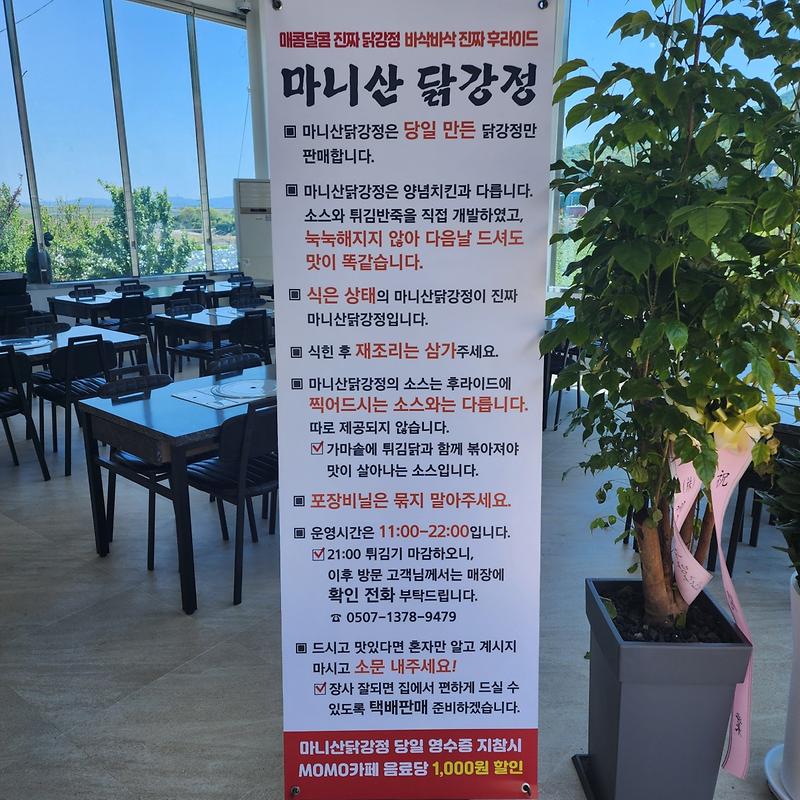 매콤달콤 진짜 닭강정 바삭바삭 진짜 후라이드
마니산 닭강정
▣ 마니산닭강정은 당일 만든 닭강정만
판매합니다.
▣ 마니산닭강정은 양념치킨과 다릅니다.
소스와 튀김반죽을 직접 개발하였고,
눅눅해지지 않아 다음날 드셔도
맛이 똑같습니다.
▣ 식은 상태의 마니산닭강정이 진짜
마니산닭강정입니다.
▣ 식힌 후 재조리는 삼가주세요.
▣ 마니산닭강정의 소스는 후라이드에
찍어드시는 소스와는 다릅니다.
따로 제공되지 않습니다.
☑ 가마솥에 튀김닭과 함께 볶아져야
맛이 살아나는 소스입니다.
▣ 포장비닐은 묶지 말아주세요.
▣ 운영시간은 11:00-22:00입니다.
☑ 21:00 튀김기 마감하오니,
이후 방문 고객님께서는 매장에
확인 전화 부탁드립니다.
☎ 0507-1378-9479
▣ 드시고 맛있다면 혼자만 알고 계시지
마시고 소문 내주세요!
☑ 장사 잘되면 집에서 편하게 드실 수
있도록 택배판매 준비하겠습니다.
마니산닭강정 당일 영수증 지참시
MOMO카페 음료당 1,000원 할인
祝